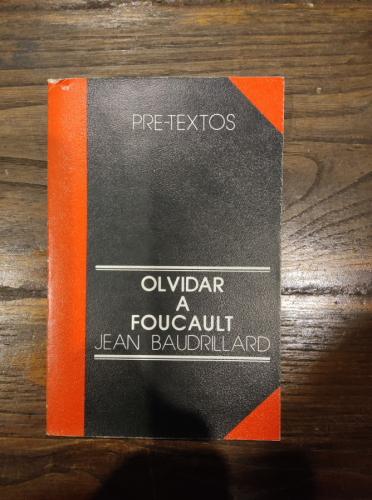 PRE-TEXTOS
OLVIDAR
A
FOUCAULT
JEAN BAUDRILLARD